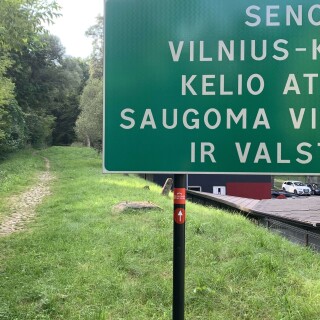 SENO
VILNIUS-K
KELIO AT
SAUGOMA VI
IR VALST